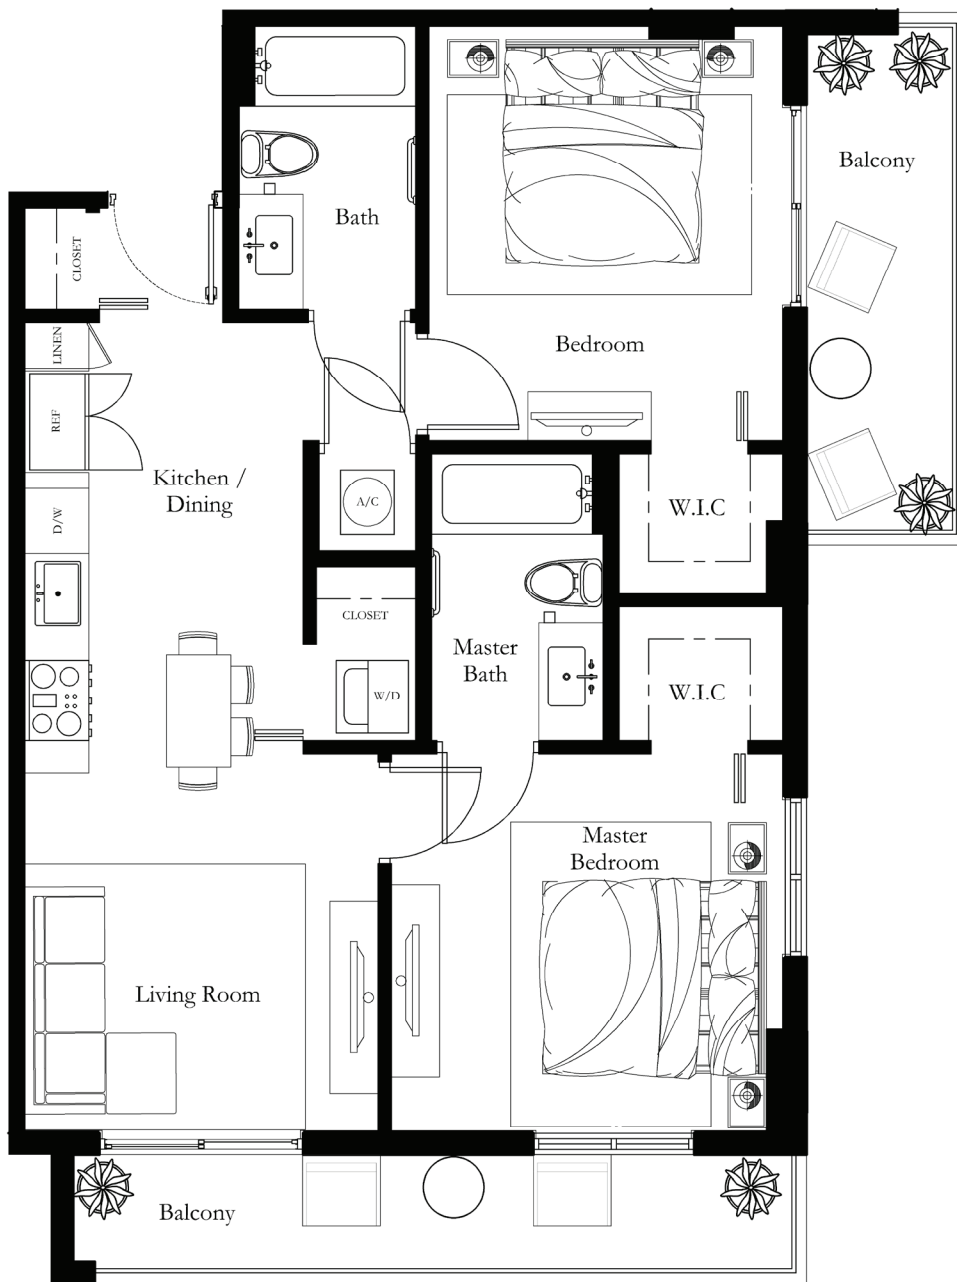 Balcony
Bath
CLOSET
Bedroom
LINEN
REF
Kitchen /
Dining
A/C
W.I.C
D/W
CLOSET
Master
Bath
W/D
W.I.C
Master
Bedroom
Living Room
Balcony